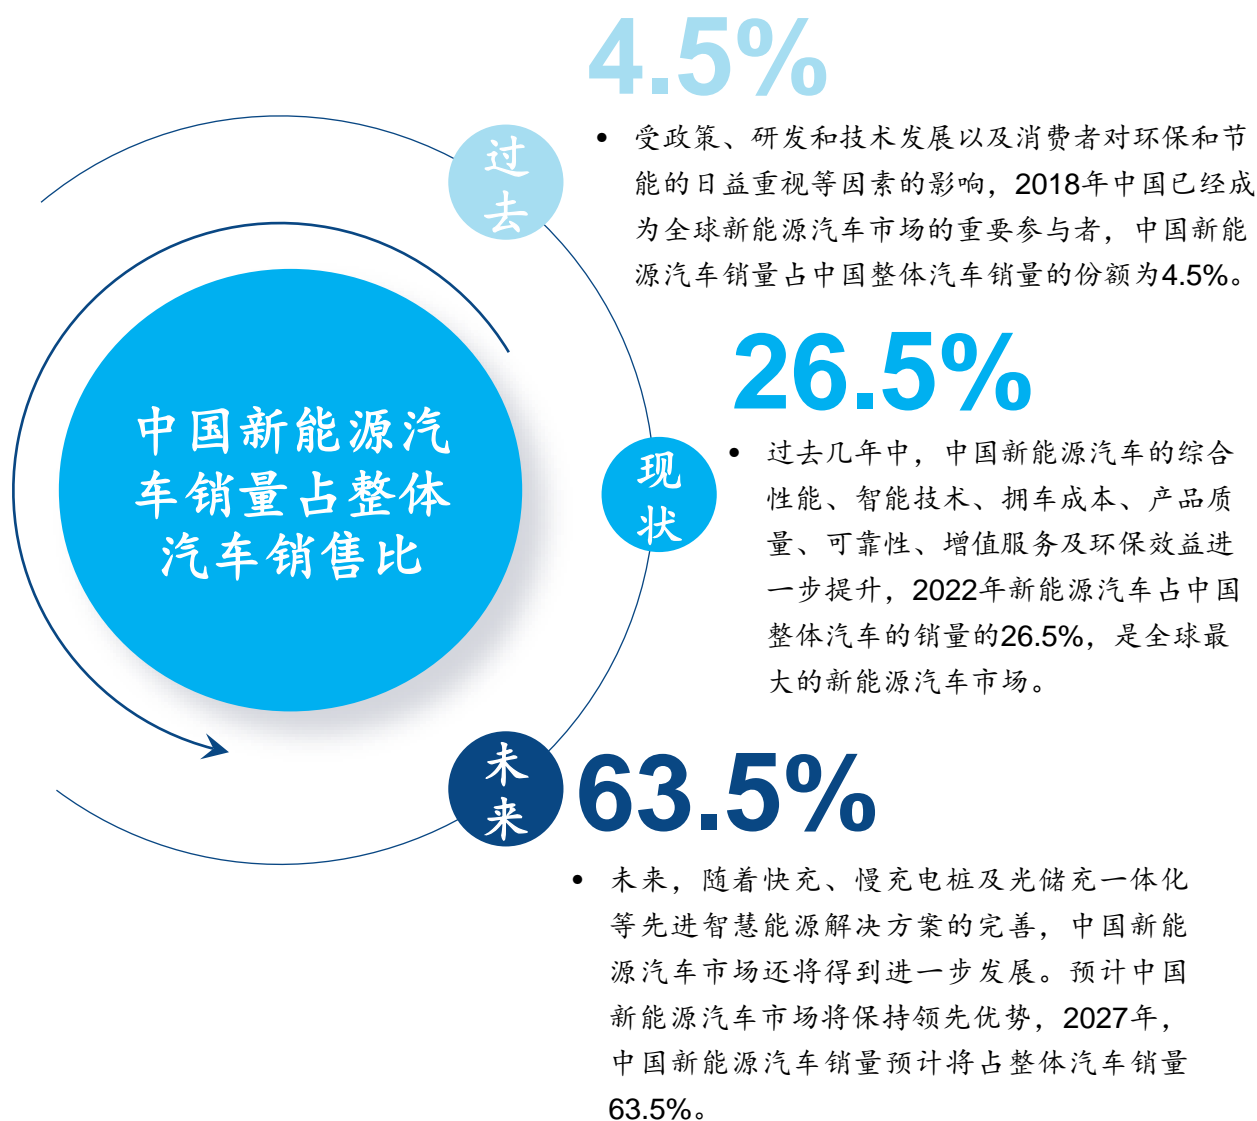 4.5%
过去
• 受政策、研发和技术发展以及消费者对环保和节
能的日益重视等因素的影响，2018年中国已经成
为全球新能源汽车市场的重要参与者，中国新能
源汽车销量占中国整体汽车销量的份额为4.5%。
中国新能源汽
车销量占整体
汽车销售比
26.5%
现状
• 过去几年中，中国新能源汽车的综合
性能、智能技术、拥车成本、产品质
量、可靠性、增值服务及环保效益进
一步提升，2022年新能源汽车占中国
整体汽车的销量的26.5%，是全球最
大的新能源汽车市场。
未来
63.5%
• 未来，随着快充、慢充电桩及光储充一体化
等先进智慧能源解决方案的完善，中国新能
源汽车市场还将得到进一步发展。预计中国
新能源汽车市场将保持领先优势，2027年，
中国新能源汽车销量预计将占整体汽车销量
63.5%。